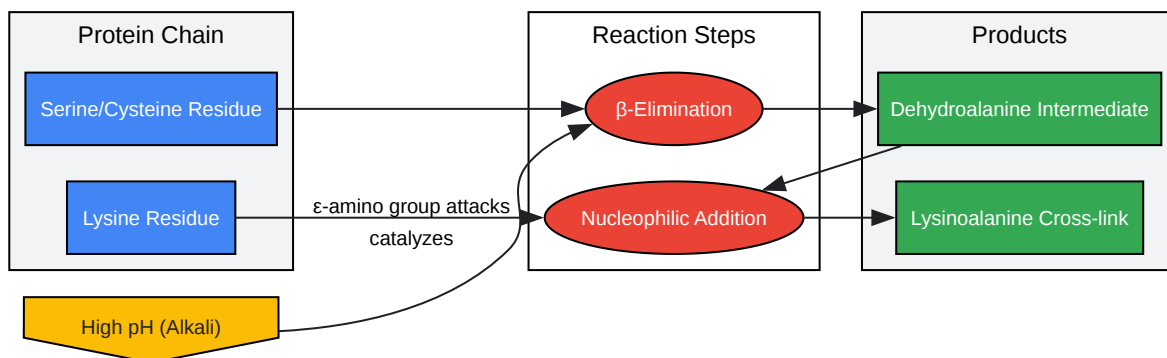 Protein Chain
Reaction Steps
Products
Serine/Cysteine Residue
β-Elimination
Dehydroalanine Intermediate
Lysine Residue
ε-amino group attacks
catalyzes
Nucleophilic Addition
Lysinoalanine Cross-link
High pH (Alkali)